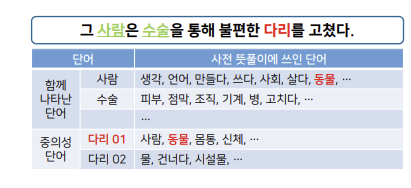 그 사람은 수술을 통해 불편한 다리를 고쳤다.
단어 사전 뜻풀이에 쓰인 단어
함께 나타난 단어 사람 생각, 언어, 만들다, 쓰다, 사회, 살다, 동물, …
수술 피부, 점막, 조직, 기계, 병, 고치다, …
…
중의성 단어 다리 01 사람, 동물, 몸통, 신체, …
다리 02 물, 건너다, 시설물, …